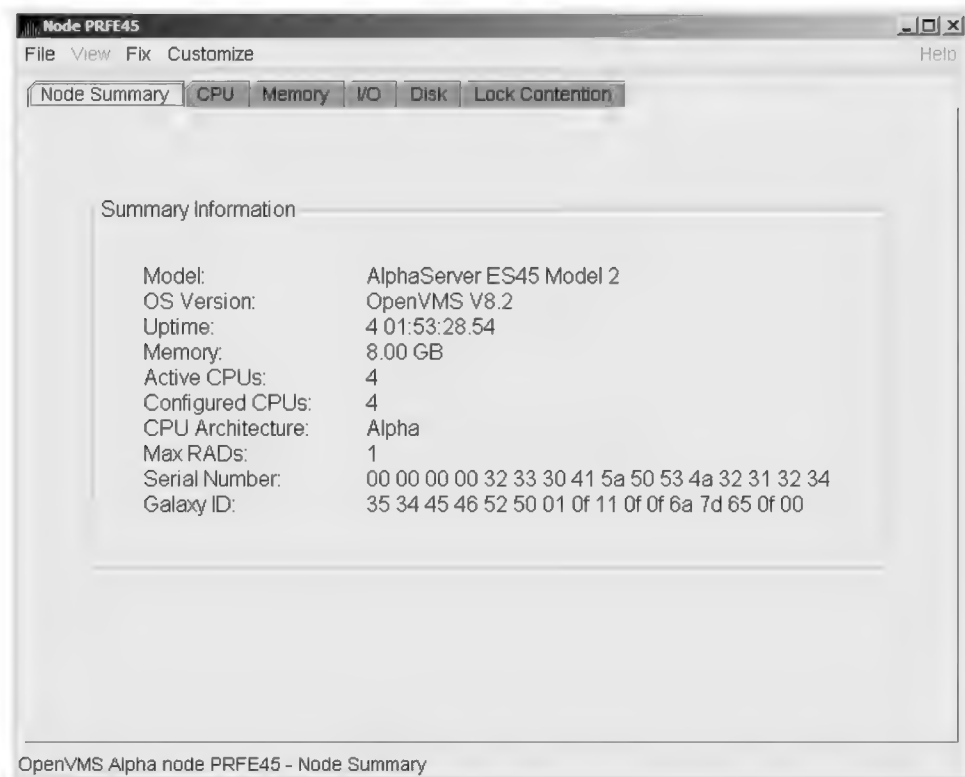 Node PRFE45
File View Fix Customize Help
Node Summary CPU Memory I/O Disk Lock Contention
Summary Information
Model: AlphaServer ES45 Model 2
OS Version: OpenVMS V8.2
Uptime: 4 01:53:28.54
Memory: 8.00 GB
Active CPUs: 4
Configured CPUs: 4
CPU Architecture: Alpha
Max RADs: 1
Serial Number: 00 00 00 00 32 33 30 41 5a 50 53 4a 32 31 32 34
Galaxy ID: 35 34 45 46 52 50 01 0f 11 0f 0f 6a 7d 65 0f 00
OpenVMS Alpha node PRFE45 - Node Summary